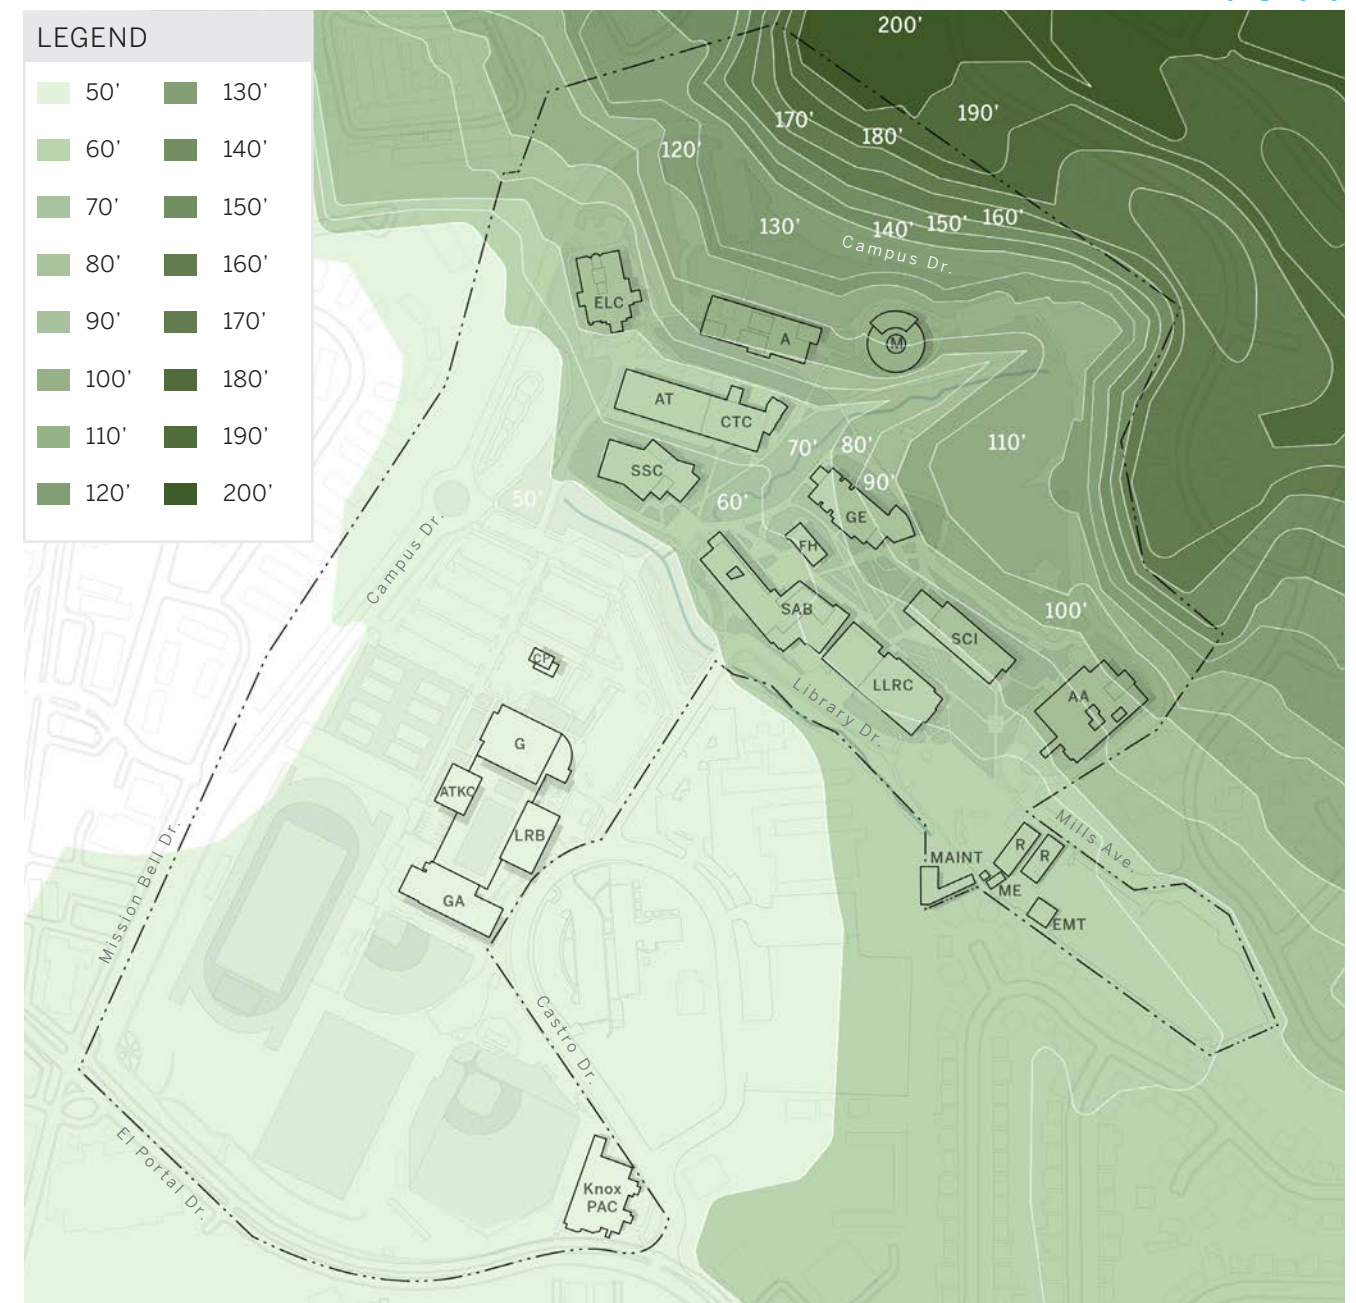 LEGEND
50' 130'
60' 140'
70' 150'
80' 160'
90' 170'
100' 180'
110' 190'
120' 200'
200'
190'
170'
180'
120'
160'
150'
140'
130'
Campus Dr.
ELC
A
M
AT
CTC
70'
80'
110'
SSC
90'
50'
60'
GE
FH
Campus Dr.
SAB
100'
SCI
LLRC
AA
Library Dr.
G
ATKC
LRB
Mills Ave.
R
R
MAINT
ME
GA
EMT
Mission Bell Dr.
Castro Dr.
El Portal Dr.
Knox
PAC